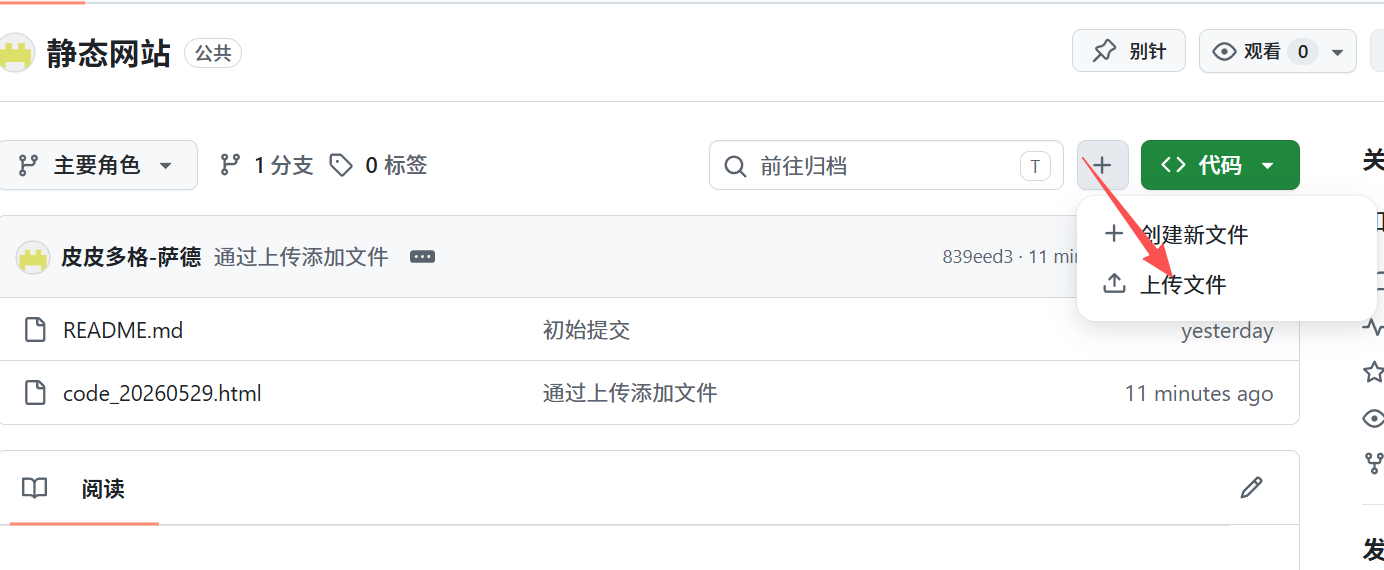 静态网站 公共 别针 观看 0
主要角色 1 分支 0 标签 前往归档 T + 代码
+ 创建新文件
上传文件
皮皮多格-萨德 通过上传添加文件 839eed3 · 11
README.md 初始提交 yesterday
code_20260529.html 通过上传添加文件 11 minutes ago
阅读